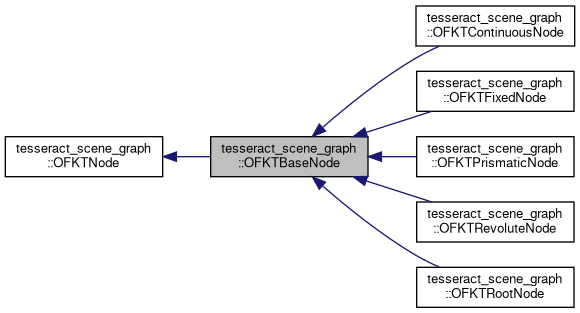 tesseract_scene_graph
::OFKTNode
tesseract_scene_graph
::OFKTBaseNode
tesseract_scene_graph
::OFKTContinuousNode
tesseract_scene_graph
::OFKTFixedNode
tesseract_scene_graph
::OFKTPrismaticNode
tesseract_scene_graph
::OFKTRevoluteNode
tesseract_scene_graph
::OFKTRootNode